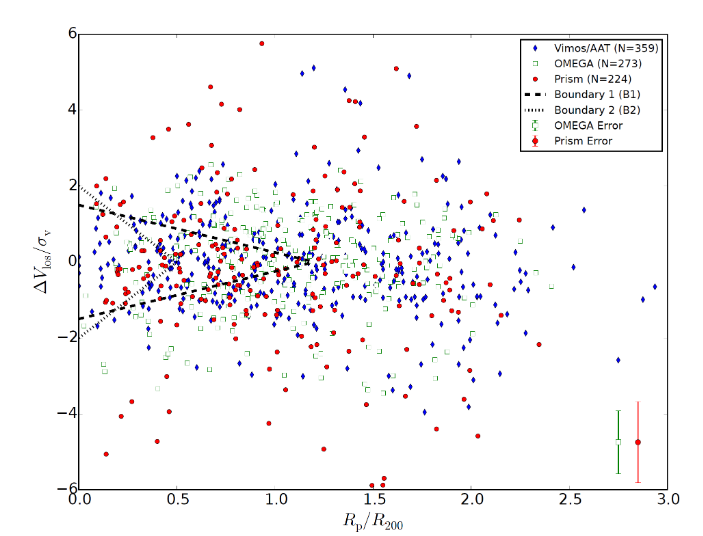 6
4
2
0
−2
−4
−6
ΔV_los/σ_v
Vimos/AAT (N=359)
OMEGA (N=273)
Prism (N=224)
Boundary 1 (B1)
Boundary 2 (B2)
OMEGA Error
Prism Error
0.0 0.5 1.0 1.5 2.0 2.5 3.0
R_p/R_200